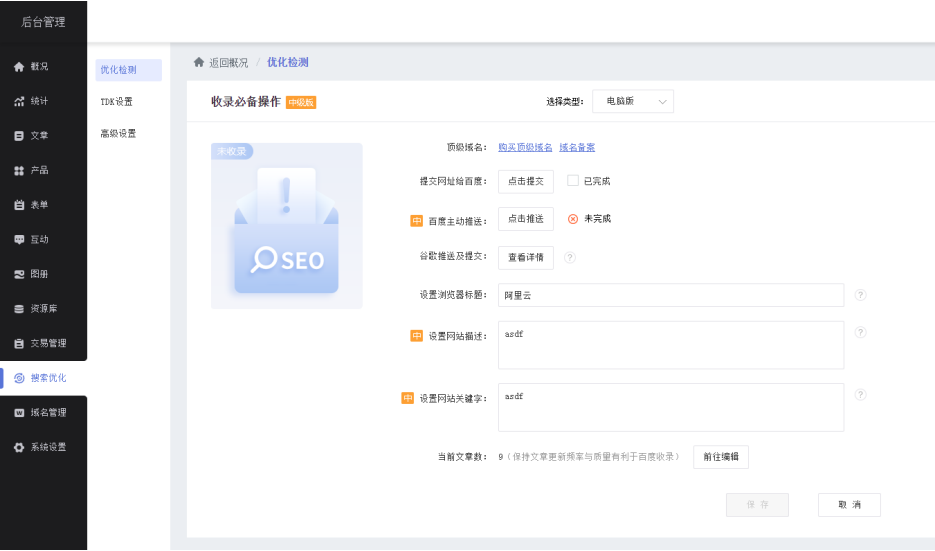 后台管理
概况
统计
文章
产品
表单
互动
图册
资源库
交易管理
搜索优化
域名管理
系统设置
优化检测
TDK设置
高级设置
返回概况 / 优化检测
收录必备操作 中级版
选择类型： 电脑版
未收录
SEO
顶级域名： 购买顶级域名 域名备案
提交网址给百度： 点击提交 已完成
中 百度主动推送： 点击推送 未完成
谷歌推送及提交： 查看详情 ?
设置浏览器标题： 阿里云 ?
中 设置网站描述： asdf ?
中 设置网站关键字： asdf ?
当前文章数： 9（保持文章更新频率与质量有利于百度收录） 前往编辑
保 存 取 消